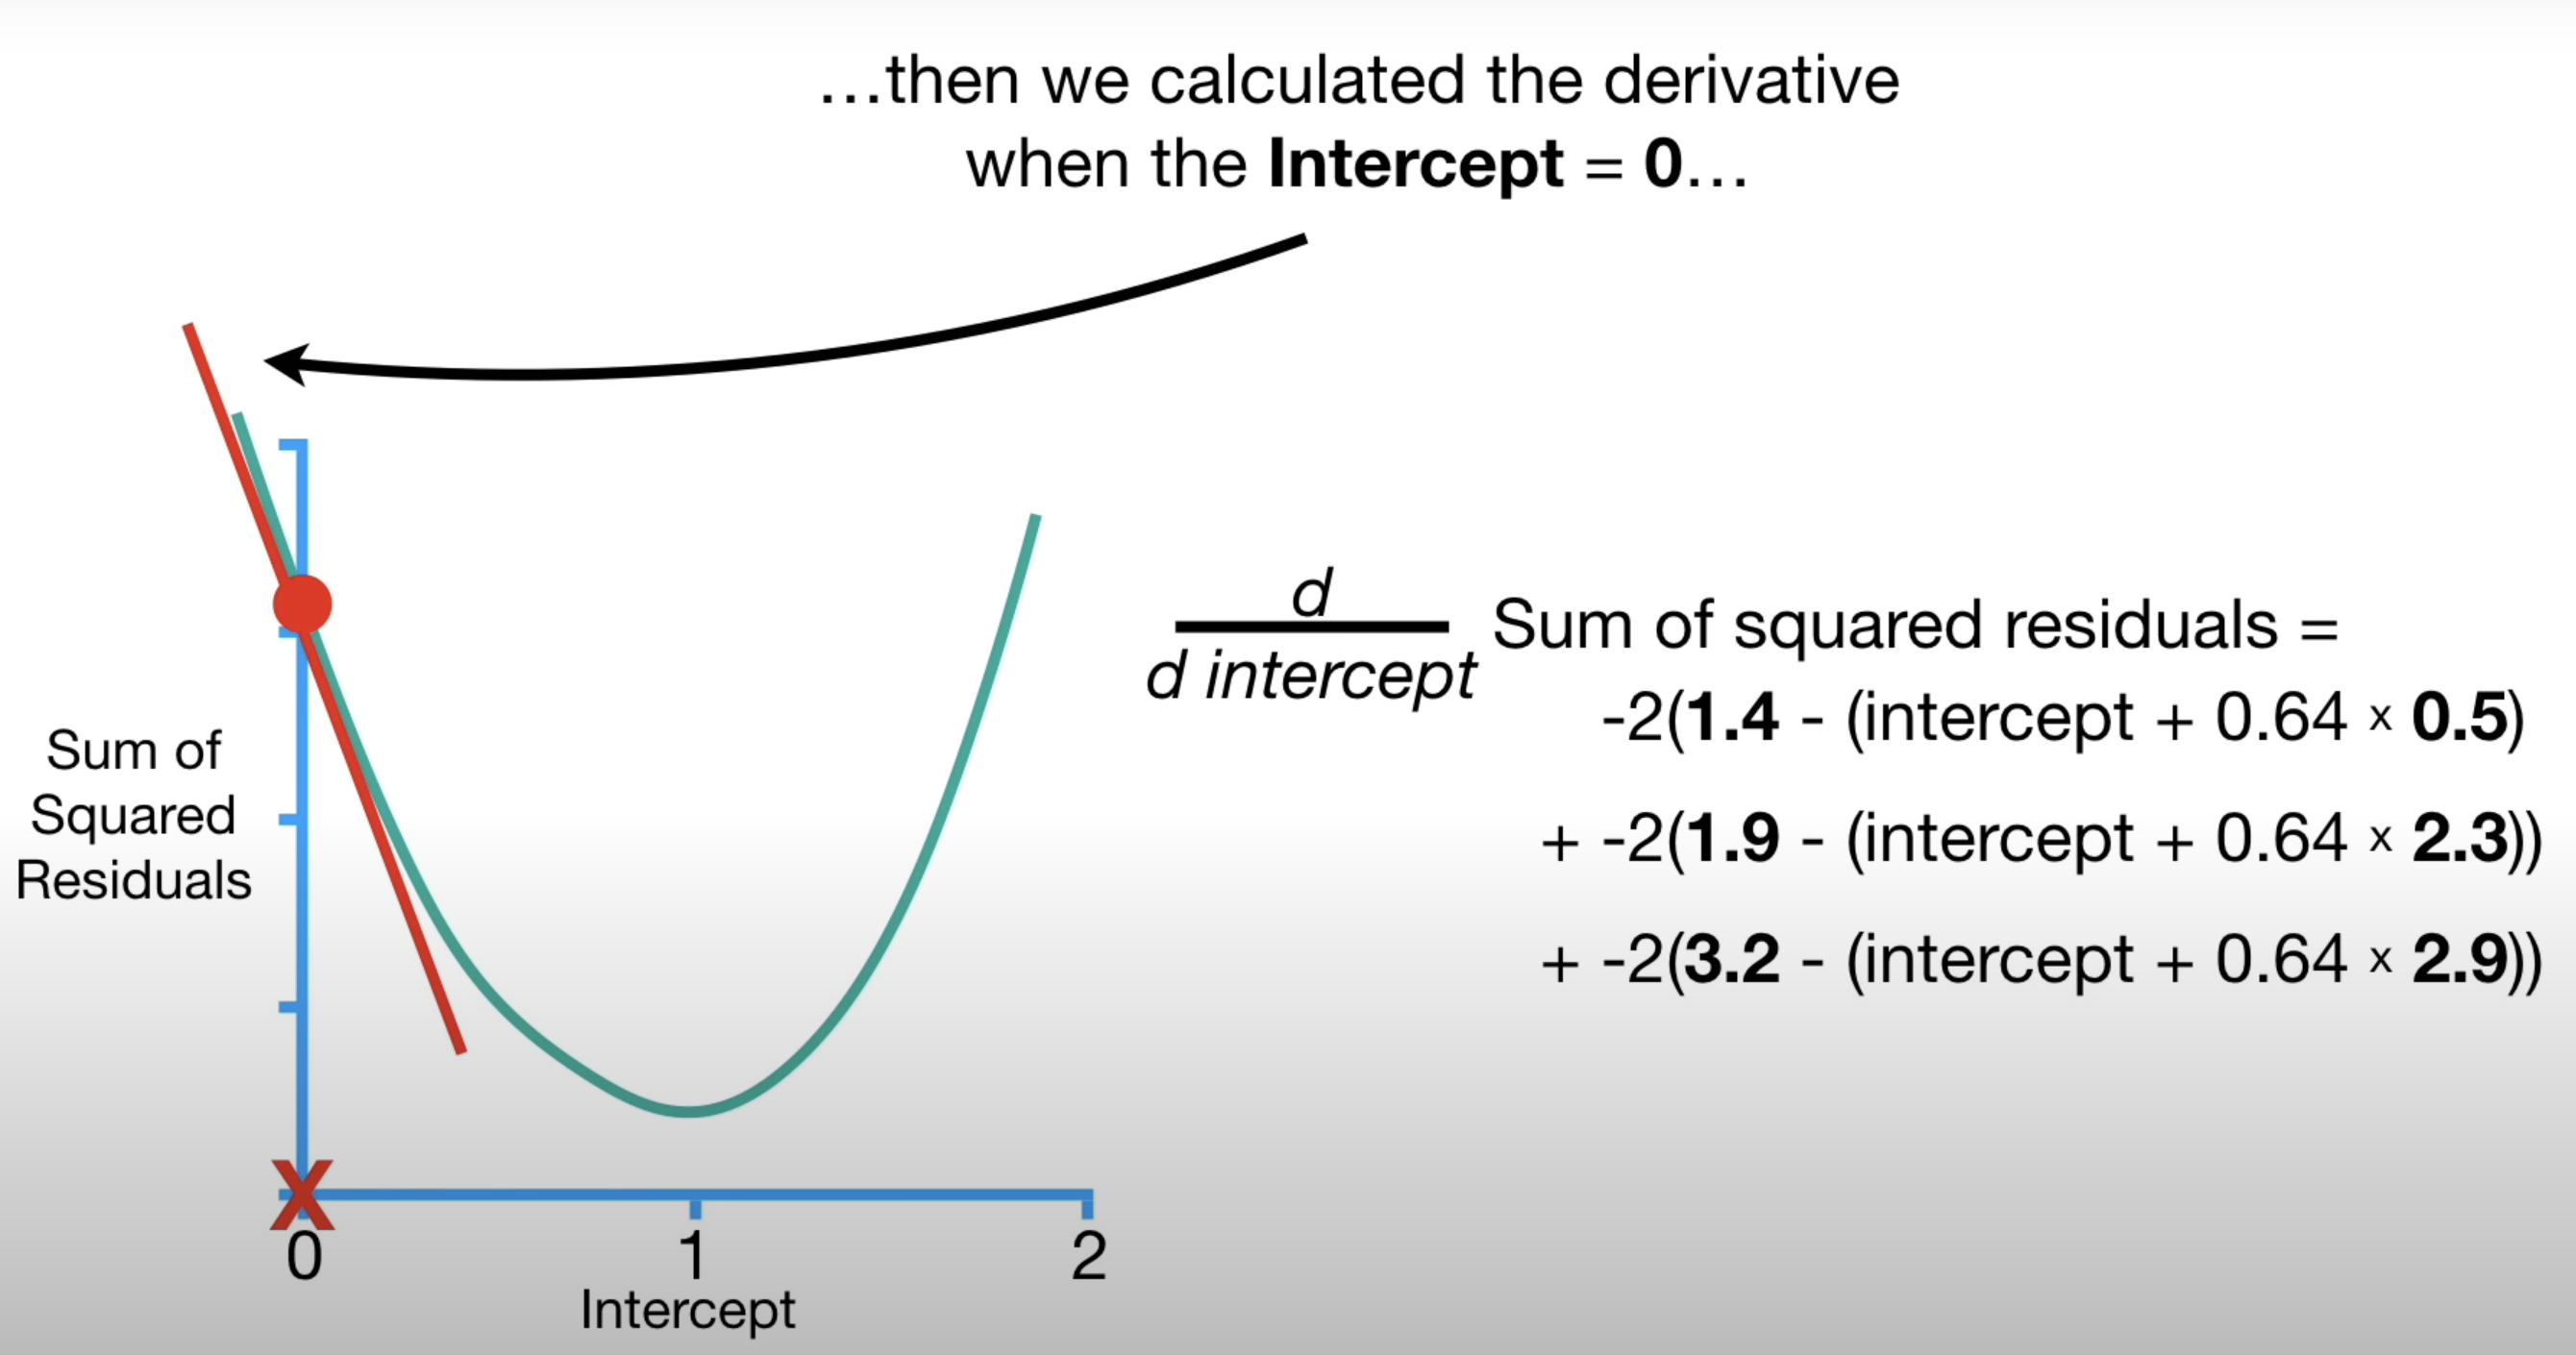 …then we calculated the derivative
when the Intercept = 0…
Sum of
Squared
Residuals
X
0
1
2
Intercept
d
d intercept
Sum of squared residuals =
-2(1.4 - (intercept + 0.64 x 0.5)
+ -2(1.9 - (intercept + 0.64 x 2.3))
+ -2(3.2 - (intercept + 0.64 x 2.9))